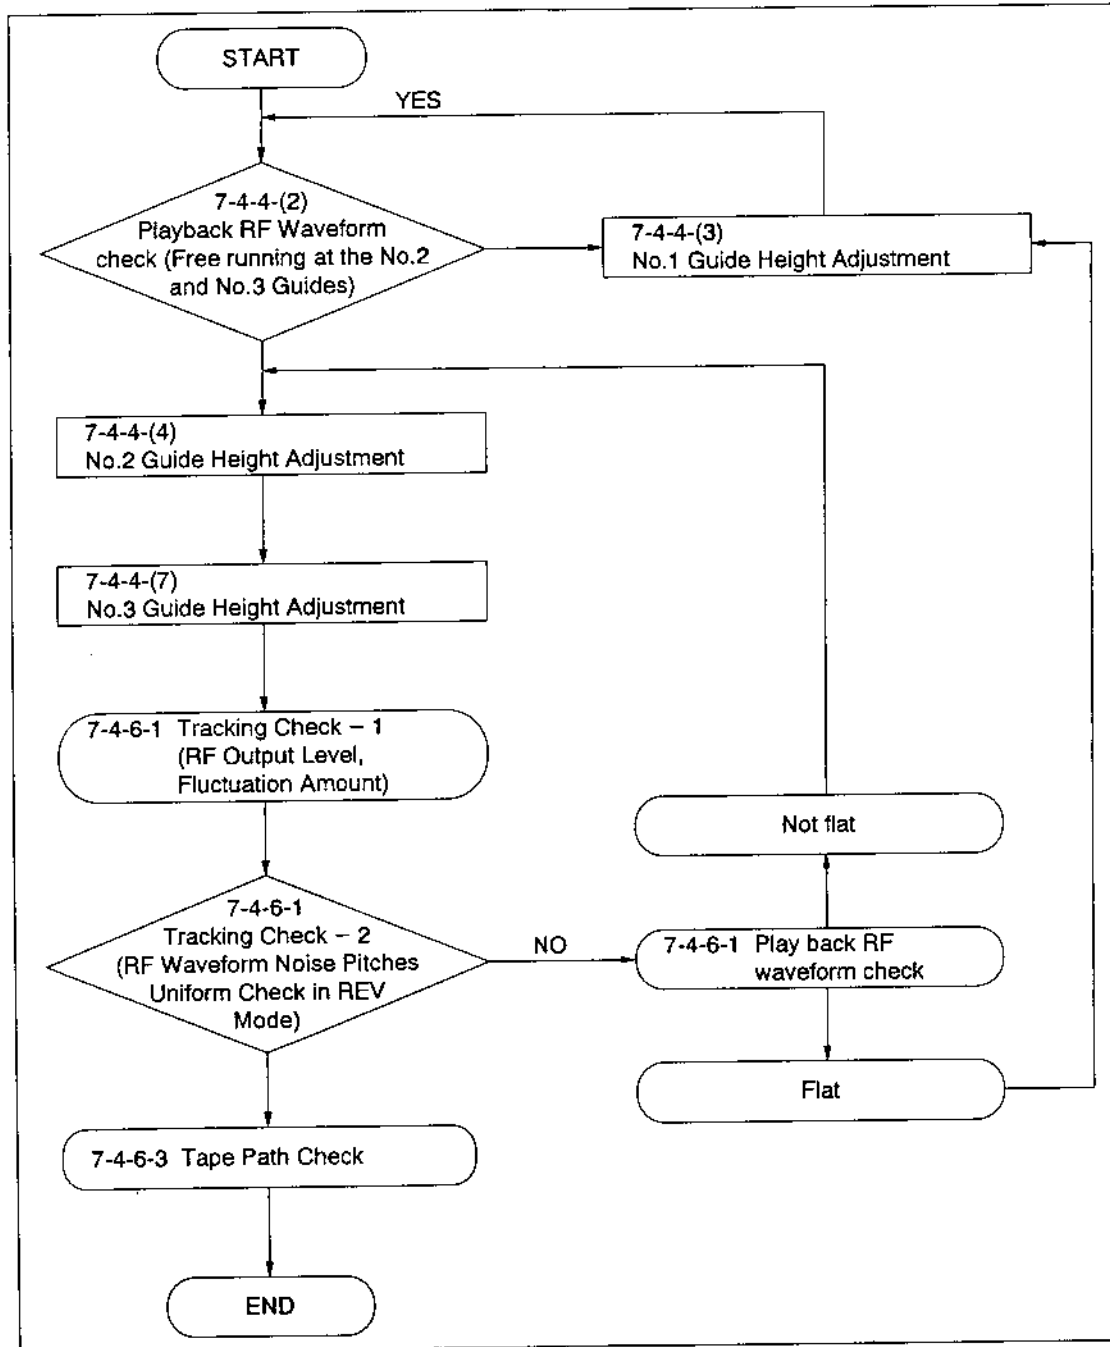 START
YES
7-4-4-(2)
Playback RF Waveform
check (Free running at the No.2
and No.3 Guides)
7-4-4-(3)
No.1 Guide Height Adjustment
7-4-4-(4)
No.2 Guide Height Adjustment
7-4-4-(7)
No.3 Guide Height Adjustment
7-4-6-1 Tracking Check – 1
(RF Output Level,
Fluctuation Amount)
Not flat
7-4-6-1
Tracking Check – 2
(RF Waveform Noise Pitches
Uniform Check in REV
Mode)
NO
7-4-6-1 Play back RF
waveform check
Flat
7-4-6-3 Tape Path Check
END